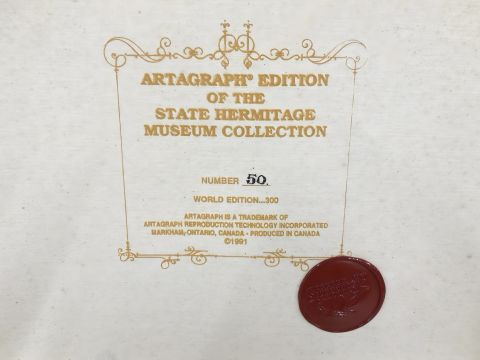 ARTAGRAPH® EDITION
OF THE
STATE HERMITAGE
MUSEUM COLLECTION
NUMBER 50
WORLD EDITION...300
ARTAGRAPH IS A TRADEMARK OF
ARTAGRAPH REPRODUCTION TECHNOLOGY INCORPORATED
MARKHAM, ONTARIO, CANADA - PRODUCED IN CANADA
©1991